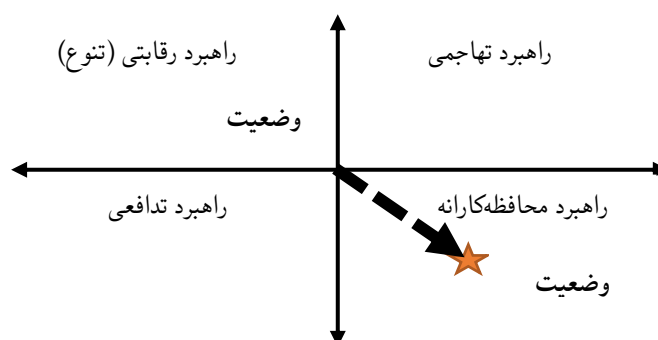 راهبرد تهاجمی
راهبرد رقابتی (تنوع)
وضعیت
راهبرد محافظه‌کارانه
راهبرد تدافعی
وضعیت